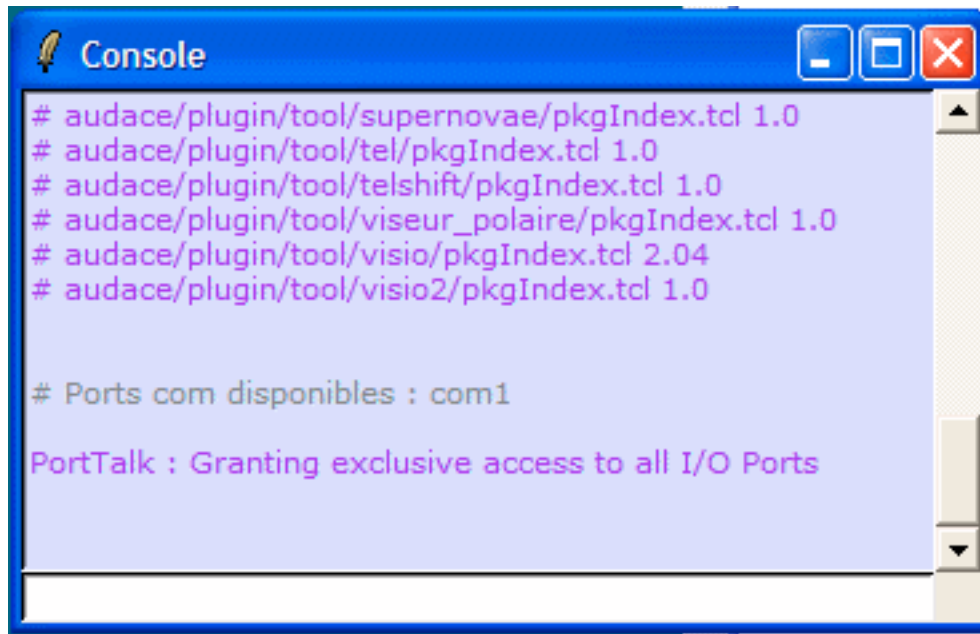 Console
# audace/plugin/tool/supernovae/pkgIndex.tcl 1.0
# audace/plugin/tool/tel/pkgIndex.tcl 1.0
# audace/plugin/tool/telshift/pkgIndex.tcl 1.0
# audace/plugin/tool/viseur_polaire/pkgIndex.tcl 1.0
# audace/plugin/tool/visio/pkgIndex.tcl 2.04
# audace/plugin/tool/visio2/pkgIndex.tcl 1.0
# Ports com disponibles : com1
PortTalk : Granting exclusive access to all I/O Ports